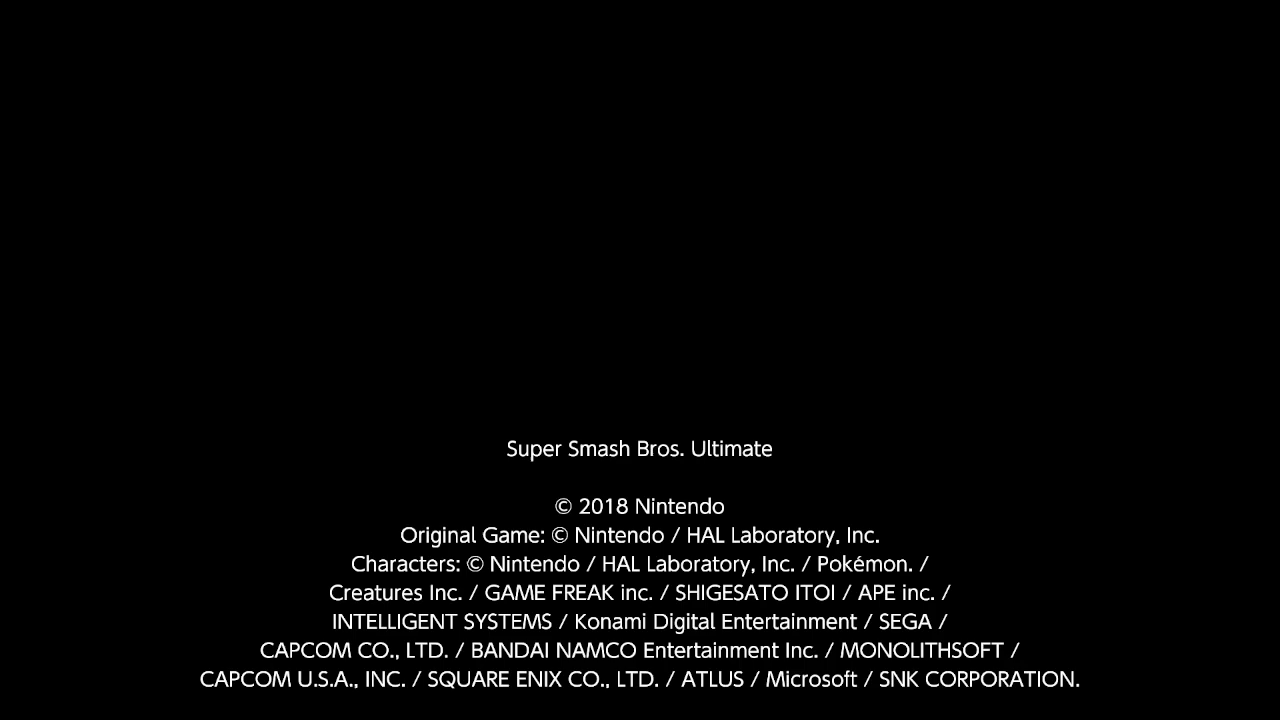 Super Smash Bros. Ultimate
© 2018 Nintendo
Original Game: © Nintendo / HAL Laboratory, Inc.
Characters: © Nintendo / HAL Laboratory, Inc. / Pokémon. /
Creatures Inc. / GAME FREAK inc. / SHIGESATO ITOI / APE inc. /
INTELLIGENT SYSTEMS / Konami Digital Entertainment / SEGA /
CAPCOM CO., LTD. / BANDAI NAMCO Entertainment Inc. / MONOLITHSOFT /
CAPCOM U.S.A., INC. / SQUARE ENIX CO., LTD. / ATLUS / Microsoft / SNK CORPORATION.